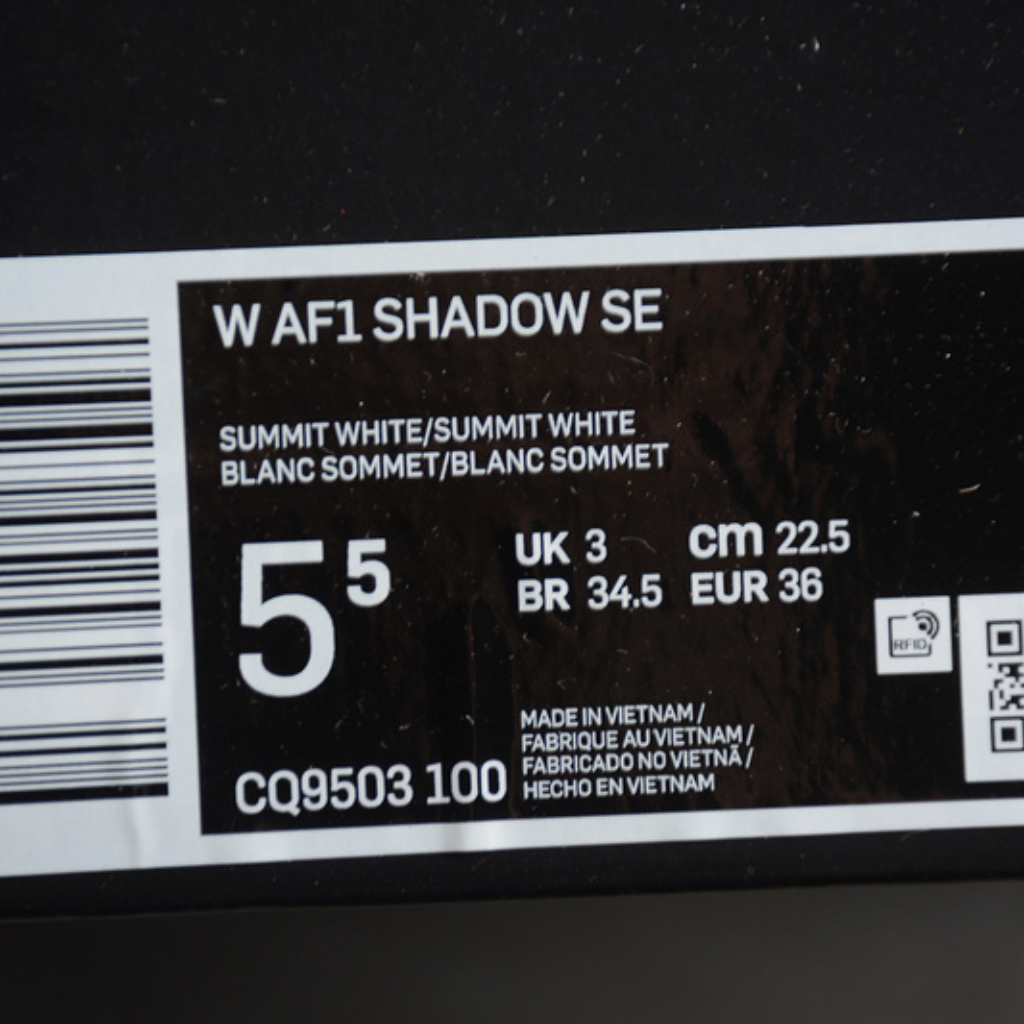 W AF1 SHADOW SE
SUMMIT WHITE/SUMMIT WHITE
BLANC SOMMET/BLANC SOMMET
5 5
UK 3 cm 22.5
BR 34.5 EUR 36
RFID
MADE IN VIETNAM /
FABRIQUE AU VIETNAM /
FABRICADO NO VIETNÃ /
HECHO EN VIETNAM
CQ9503 100